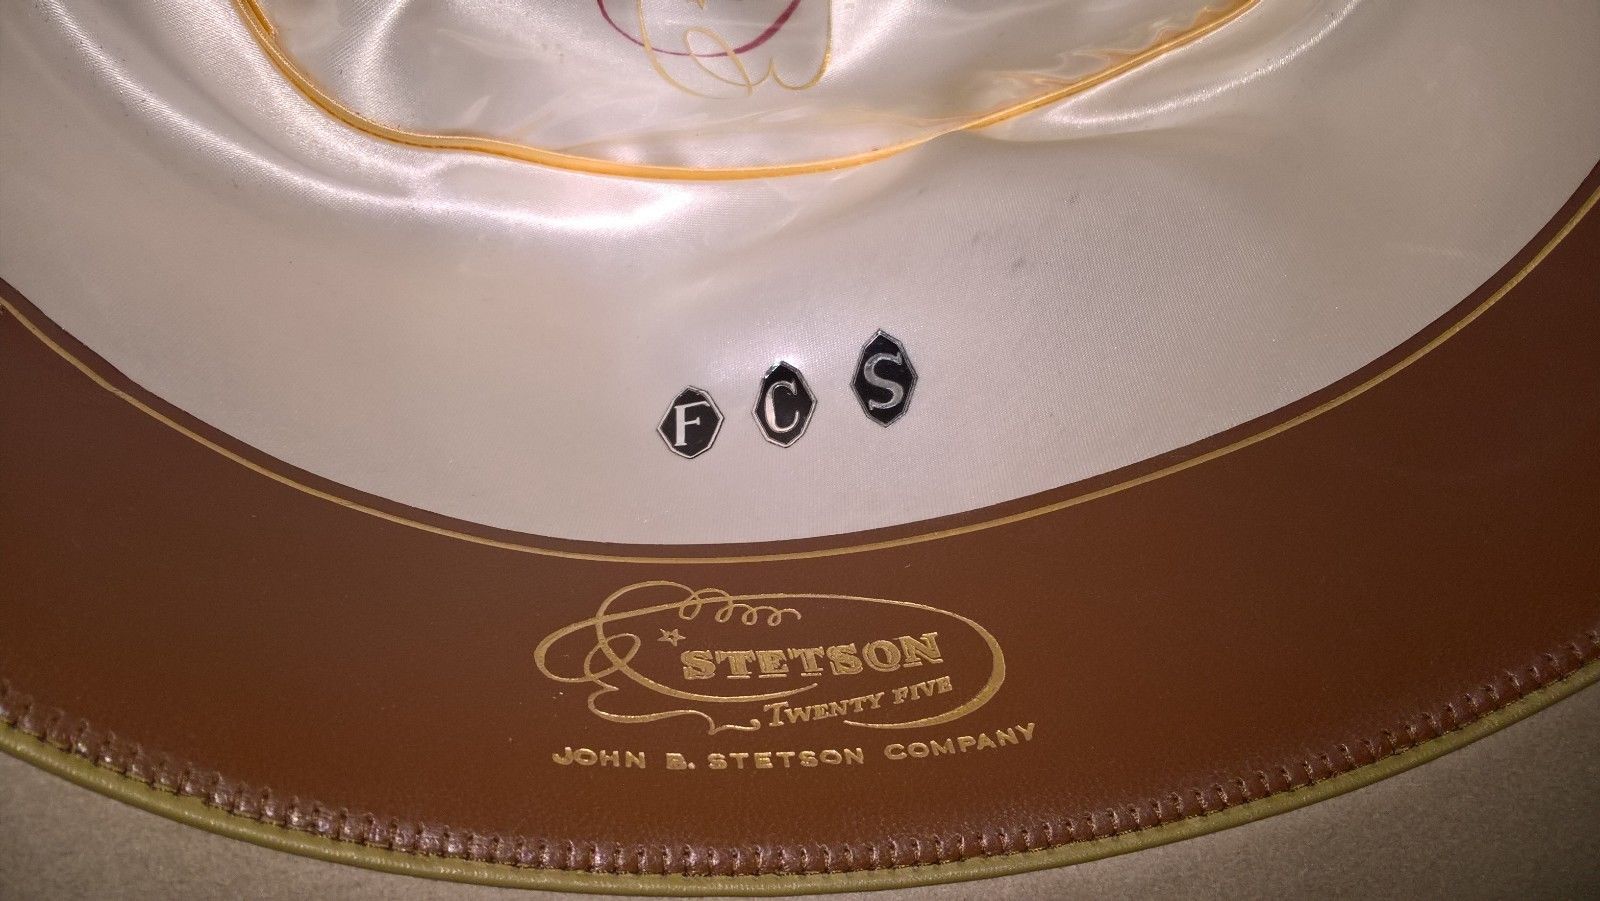 F C S
STETSON
TWENTY FIVE
JOHN B. STETSON COMPANY